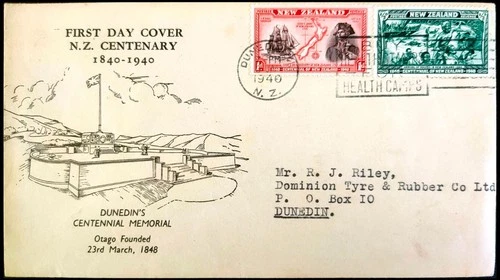 FIRST DAY COVER
N.Z. CENTENARY
1840-1940
NEW ZEALAND
NEW ZEALAND
DUNEDIN
1940
N.Z.
HEALTH CAMPS
Mr. R. J. Riley,
Dominion Tyre & Rubber Co Ltd
P. O. Box 10
DUNEDIN.
DUNEDIN'S
CENTENNIAL MEMORIAL
Otago Founded
23rd March, 1848